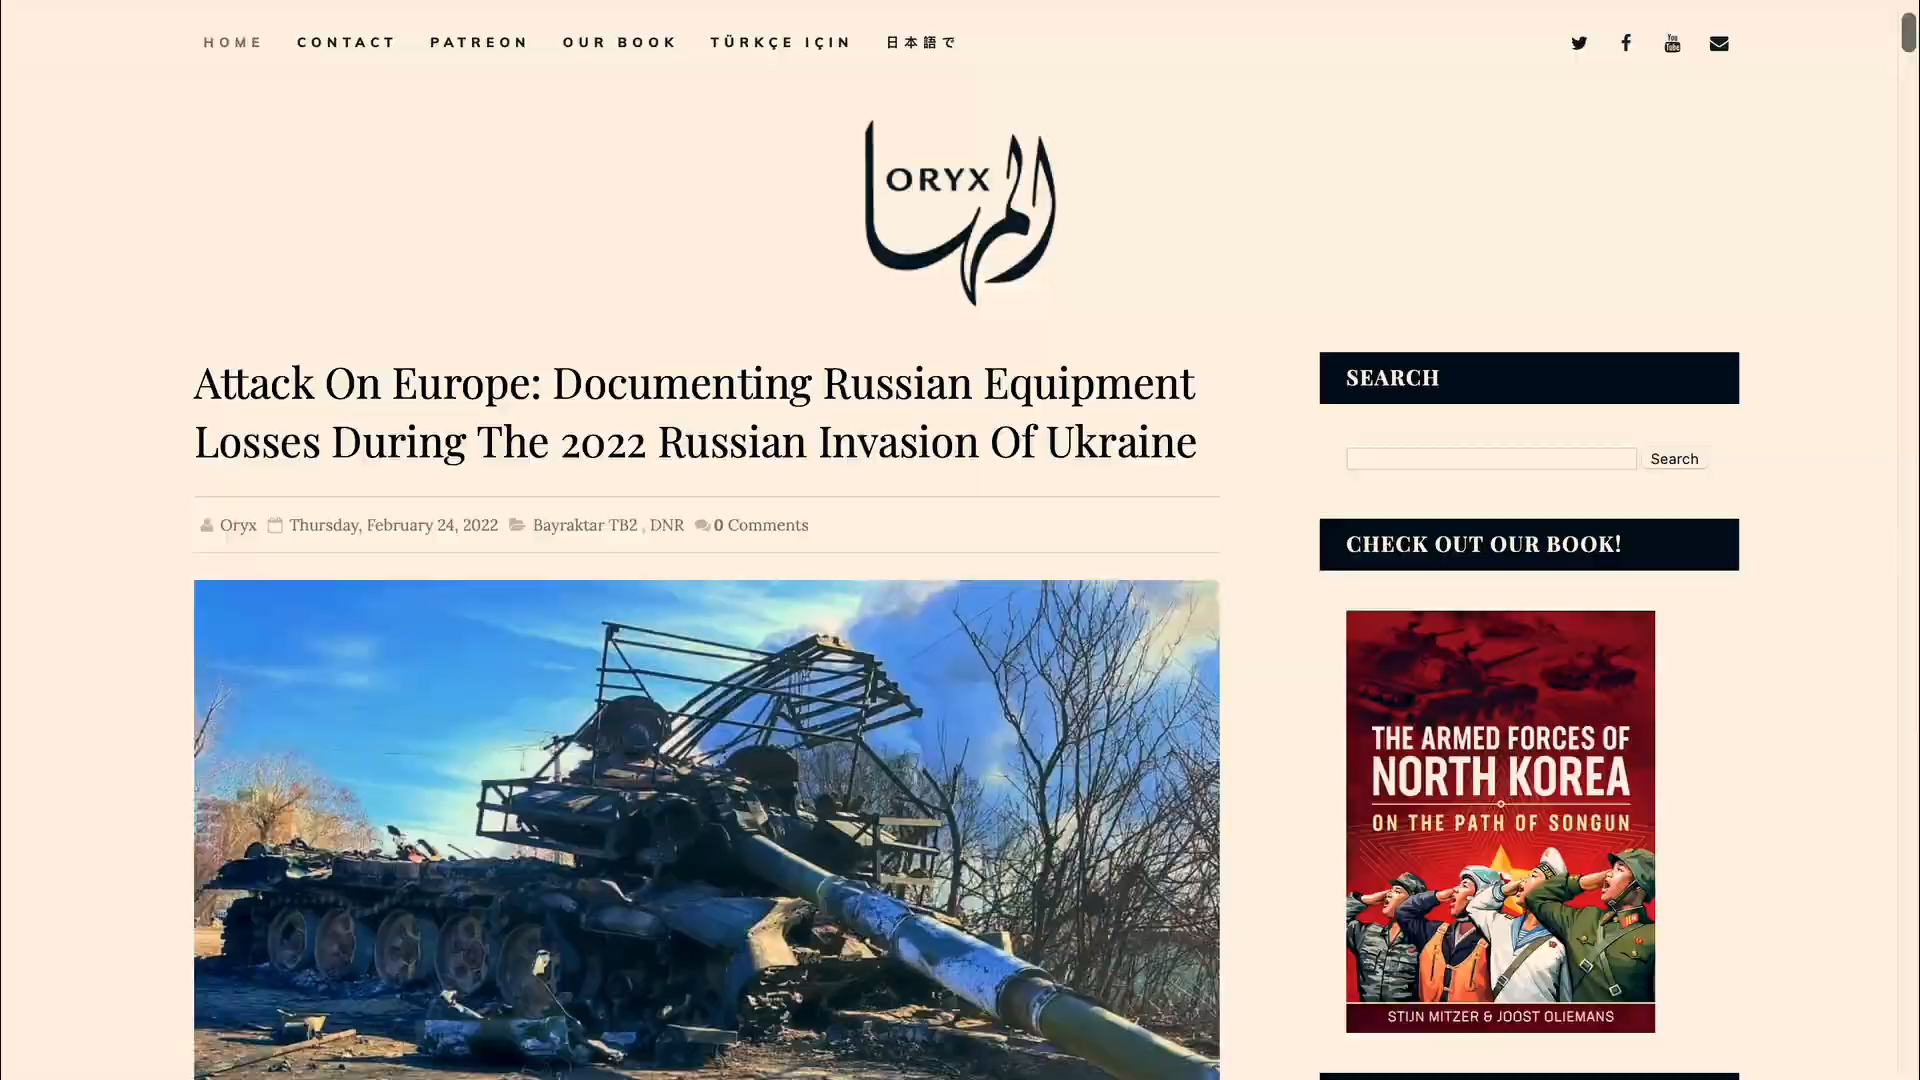 HOME CONTACT PATREON OUR BOOK TÜRKÇE IÇIN 日本語で
You
Tube
ORYX
المها
Attack On Europe: Documenting Russian Equipment
Losses During The 2022 Russian Invasion Of Ukraine
Oryx Thursday, February 24, 2022 Bayraktar TB2 , DNR 0 Comments
SEARCH
Search
CHECK OUT OUR BOOK!
THE ARMED FORCES OF
NORTH KOREA
ON THE PATH OF SONGUN
STIJN MITZER & JOOST OLIEMANS